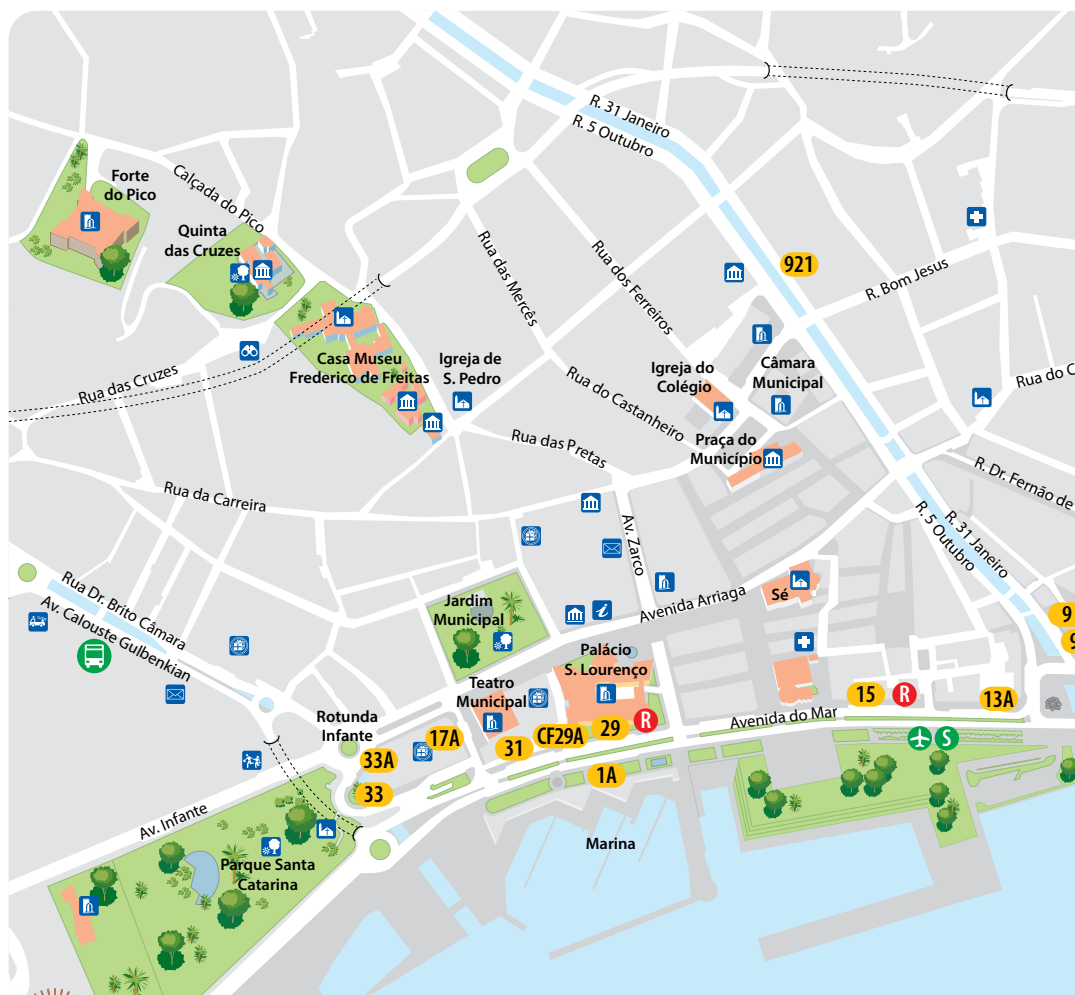 R. 31 Janeiro
R. 5 Outubro
Forte
do Pico
Calçada do Pico
Quinta
das Cruzes
Rua das Mercês
Rua dos Ferreiros
921
R. Bom Jesus
Rua das Cruzes
Casa Museu
Frederico de Freitas
Igreja de
S. Pedro
Rua do Castanheiro
Igreja do
Colégio
Câmara
Municipal
Rua do C
Rua das Pretas
Praça do
Município
R. Dr. Fernão de
Rua da Carreira
Av. Zarco
R. 31 Janeiro
R. 5 Outubro
Rua Dr. Brito Câmara
Av. Calouste Gulbenkian
Jardim
Municipal
i
Avenida Arriaga
Sé
9
9
Palácio
S. Lourenço
Teatro
Municipal
15
R
13A
Rotunda
Infante
17A
31
CF29A
29
R
Avenida do Mar
S
33A
33
1A
Av. Infante
Marina
Parque Santa
Catarina